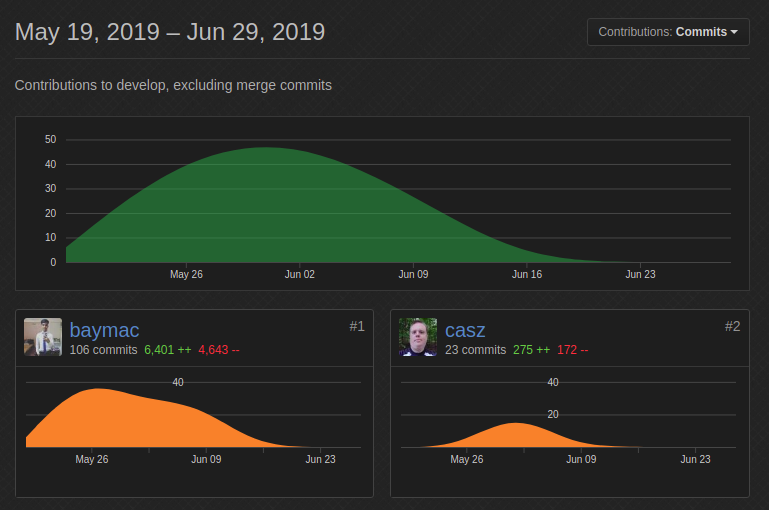 May 19, 2019 – Jun 29, 2019
Contributions: Commits
Contributions to develop, excluding merge commits
50
40
30
20
10
0
May 26 Jun 02 Jun 09 Jun 16 Jun 23
baymac #1
106 commits 6,401 ++ 4,643 --
40
May 26 Jun 09 Jun 23
casz #2
23 commits 275 ++ 172 --
40
20
May 26 Jun 09 Jun 23